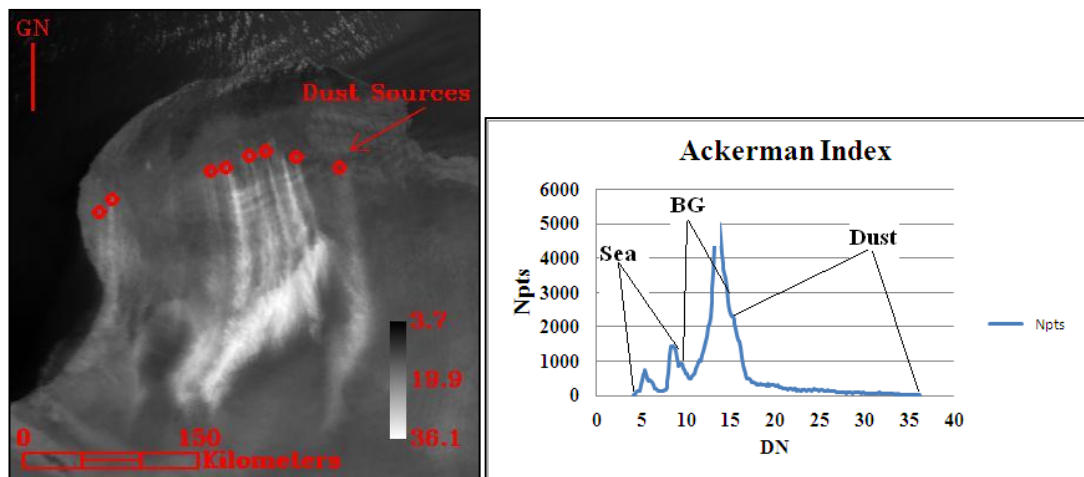 GN
Dust Sources
3.7
19.9
36.1
0 150
Kilometers
Ackerman Index
6000
5000
4000
3000
2000
1000
0
BG
Sea
Dust
Npts
Npts
0 5 10 15 20 25 30 35 40
DN